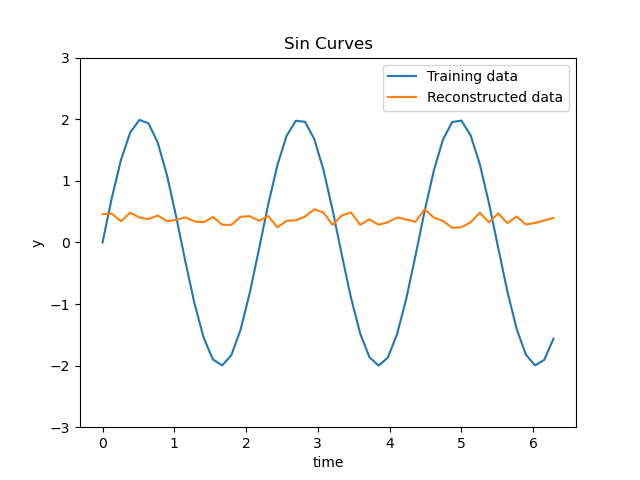 Sin Curves
Training data
Reconstructed data
3
2
1
0
−1
−2
−3
y
0 1 2 3 4 5 6
time